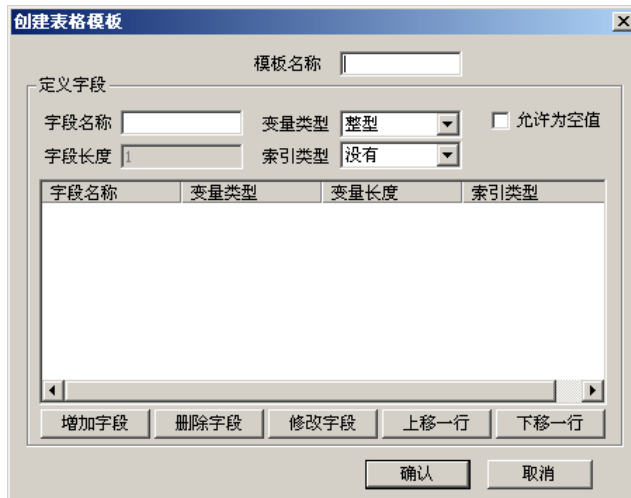 创建表格模板
模板名称
定义字段
字段名称 变量类型 整型 允许为空值
字段长度 1 索引类型 没有
字段名称 变量类型 变量长度 索引类型
增加字段 删除字段 修改字段 上移一行 下移一行
确认 取消